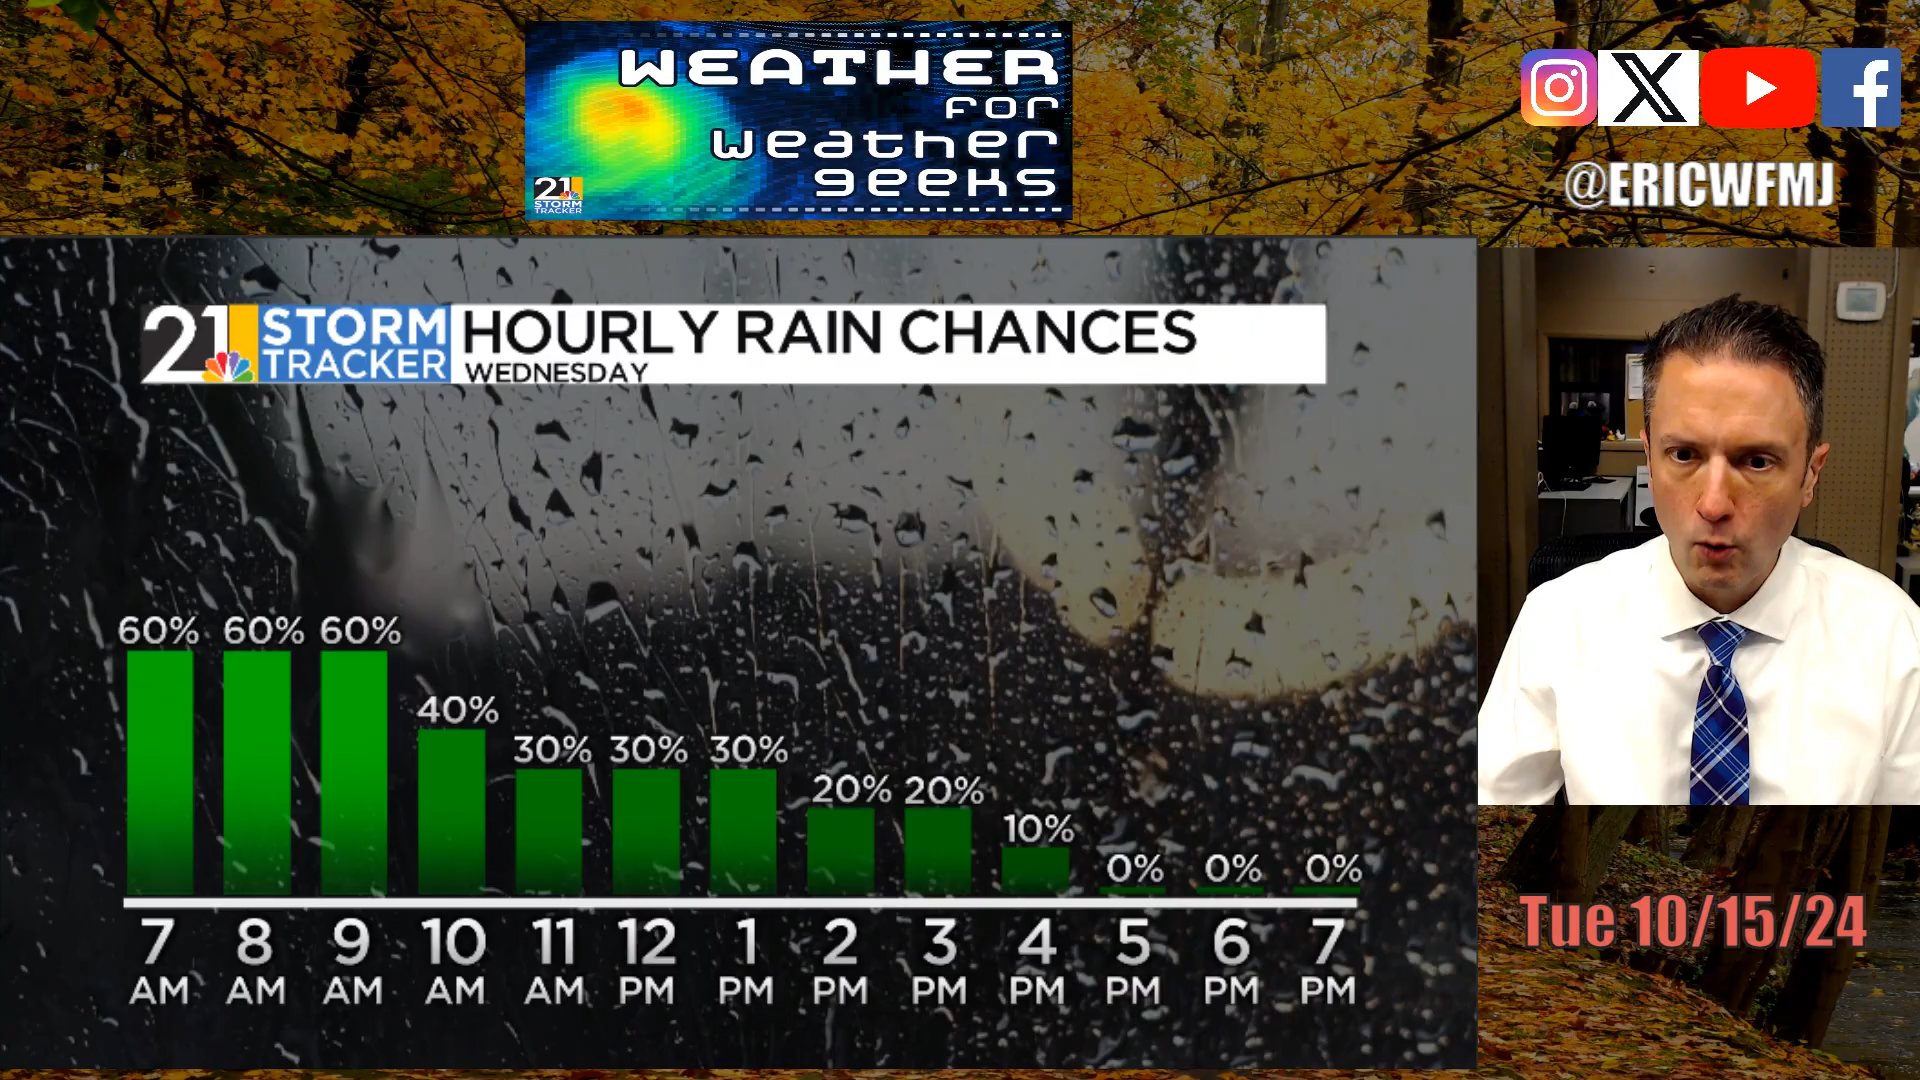 WEATHER
FOR
weather
geeks
21
STORM
TRACKER
@ERICWFMJ
21 STORM
TRACKER
HOURLY RAIN CHANCES
WEDNESDAY
60% 60% 60%
40%
30% 30% 30%
20% 20%
10%
0% 0% 0%
7 8 9 10 11 12 1 2 3 4 5 6 7
AM AM AM AM AM PM PM PM PM PM PM PM PM
Tue 10/15/24